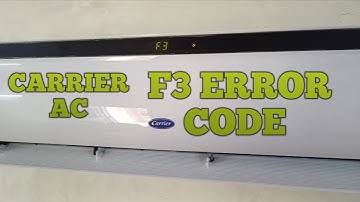 F3
CARRIER
AC
F3 ERROR
CODE
Carrier